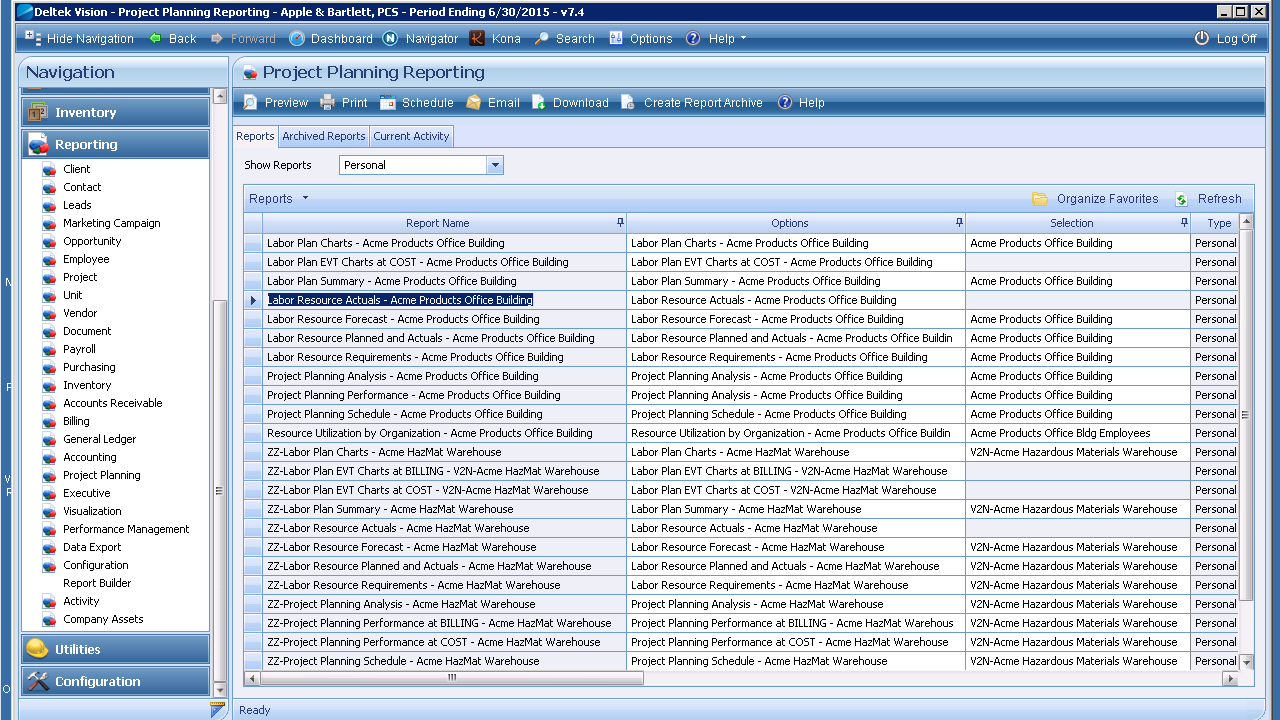 Deltek Vision - Project Planning Reporting - Apple & Bartlett, PCS - Period Ending 6/30/2015 - v7.4
Hide Navigation Back Forward Dashboard Navigator Kona Search Options Help Log Off
Navigation
Inventory
Reporting
Client
Contact
Leads
Marketing Campaign
Opportunity
Employee
Project
Unit
Vendor
Document
Payroll
Purchasing
Inventory
Accounts Receivable
Billing
General Ledger
Accounting
Project Planning
Executive
Visualization
Performance Management
Data Export
Configuration
Report Builder
Activity
Company Assets
Utilities
Configuration
Project Planning Reporting
Preview Print Schedule Email Download Create Report Archive Help
Reports Archived Reports Current Activity
Show Reports Personal
Reports Organize Favorites Refresh
Report Name Options Selection Type
Labor Plan Charts - Acme Products Office Building Labor Plan Charts - Acme Products Office Building Acme Products Office Building Personal
Labor Plan EVT Charts at COST - Acme Products Office Building Labor Plan EVT Charts at COST - Acme Products Office Building Personal
Labor Plan Summary - Acme Products Office Building Labor Plan Summary - Acme Products Office Building Acme Products Office Building Personal
Labor Resource Actuals - Acme Products Office Building Labor Resource Actuals - Acme Products Office Building Personal
Labor Resource Forecast - Acme Products Office Building Labor Resource Forecast - Acme Products Office Building Acme Products Office Building Personal
Labor Resource Planned and Actuals - Acme Products Office Building Labor Resource Planned and Actuals - Acme Products Office Buildin Acme Products Office Building Personal
Labor Resource Requirements - Acme Products Office Building Labor Resource Requirements - Acme Products Office Building Acme Products Office Building Personal
Project Planning Analysis - Acme Products Office Building Project Planning Analysis - Acme Products Office Building Acme Products Office Building Personal
Project Planning Performance - Acme Products Office Building Project Planning Analysis - Acme Products Office Building Acme Products Office Building Personal
Project Planning Schedule - Acme Products Office Building Project Planning Schedule - Acme Products Office Building Acme Products Office Building Personal
Resource Utilization by Organization - Acme Products Office Building Resource Utilization by Organization - Acme Products Office Buildin Acme Products Office Bldg Employees Personal
ZZ-Labor Plan Charts - Acme HazMat Warehouse Labor Plan Charts - Acme HazMat Warehouse V2N-Acme Hazardous Materials Warehouse Personal
ZZ-Labor Plan EVT Charts at BILLING - V2N-Acme HazMat Warehouse Labor Plan EVT Charts at BILLING - V2N-Acme HazMat Warehouse Personal
ZZ-Labor Plan EVT Charts at COST - V2N-Acme HazMat Warehouse Labor Plan EVT Charts at COST - V2N-Acme HazMat Warehouse Personal
ZZ-Labor Plan Summary - Acme HazMat Warehouse Labor Plan Summary - Acme HazMat Warehouse V2N-Acme Hazardous Materials Warehouse Personal
ZZ-Labor Resource Actuals - Acme HazMat Warehouse Labor Resource Actuals - Acme HazMat Warehouse Personal
ZZ-Labor Resource Forecast - Acme HazMat Warehouse Labor Resource Forecast - Acme HazMat Warehouse V2N-Acme Hazardous Materials Warehouse Personal
ZZ-Labor Resource Planned and Actuals - Acme HazMat Warehouse Labor Resource Planned and Actuals - Acme HazMat Warehouse V2N-Acme Hazardous Materials Warehouse Personal
ZZ-Labor Resource Requirements - Acme HazMat Warehouse Labor Resource Requirements - Acme HazMat Warehouse V2N-Acme Hazardous Materials Warehouse Personal
ZZ-Project Planning Analysis - Acme HazMat Warehouse Project Planning Analysis - Acme HazMat Warehouse V2N-Acme Hazardous Materials Warehouse Personal
ZZ-Project Planning Performance at BILLING - Acme HazMat Warehouse Project Planning Performance at BILLING - Acme HazMat Warehous V2N-Acme Hazardous Materials Warehouse Personal
ZZ-Project Planning Performance at COST - Acme HazMat Warehouse Project Planning Performance at COST - Acme HazMat Warehouse V2N-Acme Hazardous Materials Warehouse Personal
ZZ-Project Planning Schedule - Acme HazMat Warehouse Project Planning Schedule - Acme HazMat Warehouse V2N-Acme Hazardous Materials Warehouse Personal
Ready